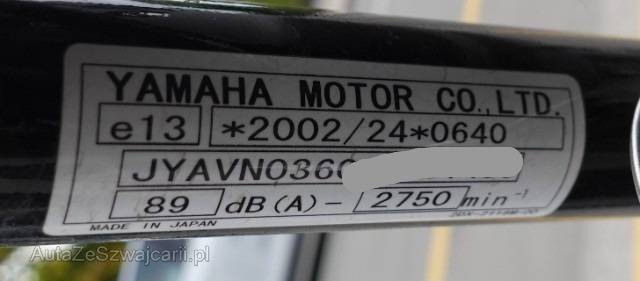 YAMAHA MOTOR CO.,LTD.
e13 *2002/24*0640
JYAVN036
89 dB(A)- 2750 min⁻¹
MADE IN JAPAN
AutaZeSzwajcarii.pl